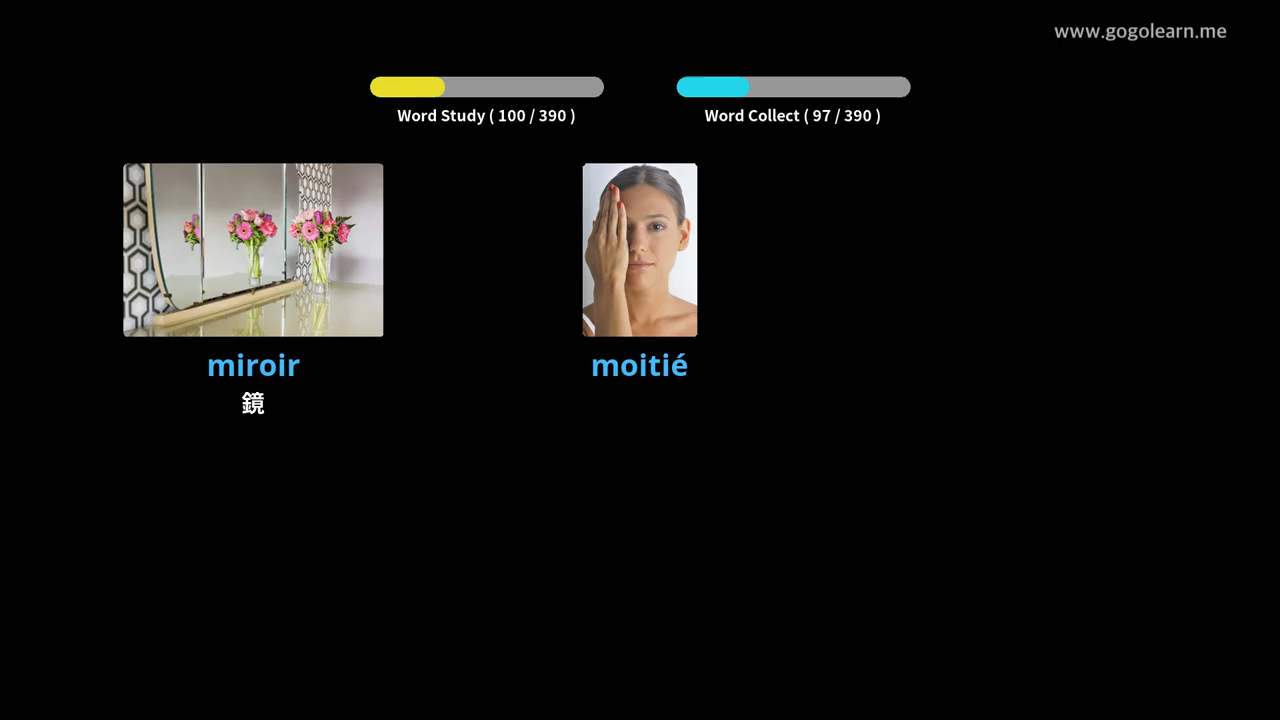 www.gogolearn.me
Word Study ( 100 / 390 )
Word Collect ( 97 / 390 )
miroir
鏡
moitié